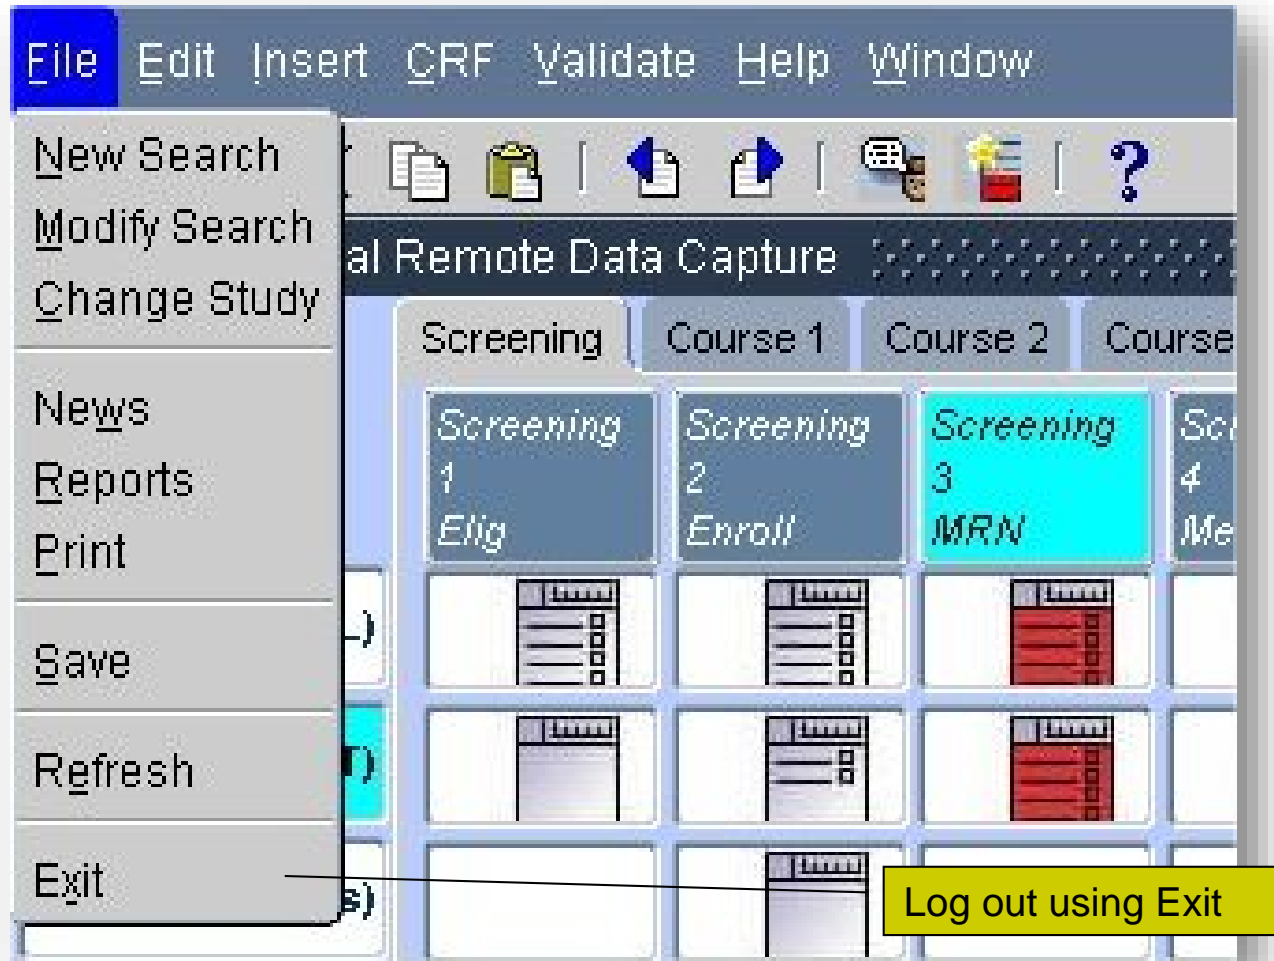 File Edit Insert CRF Validate Help Window
New Search
Modify Search
Change Study
News
Reports
Print
Save
Refresh
Exit
al Remote Data Capture
Screening Course 1 Course 2 Course
Screening
1
Elig
Screening
2
Enroll
Screening
3
MRN
Scr
4
Me
L)
T)
s)
Log out using Exit